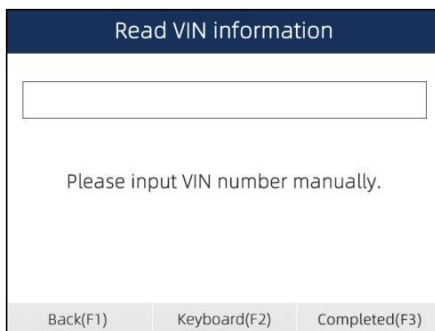 Read VIN information
Please input VIN number manually.
Back(F1) Keyboard(F2) Completed(F3)